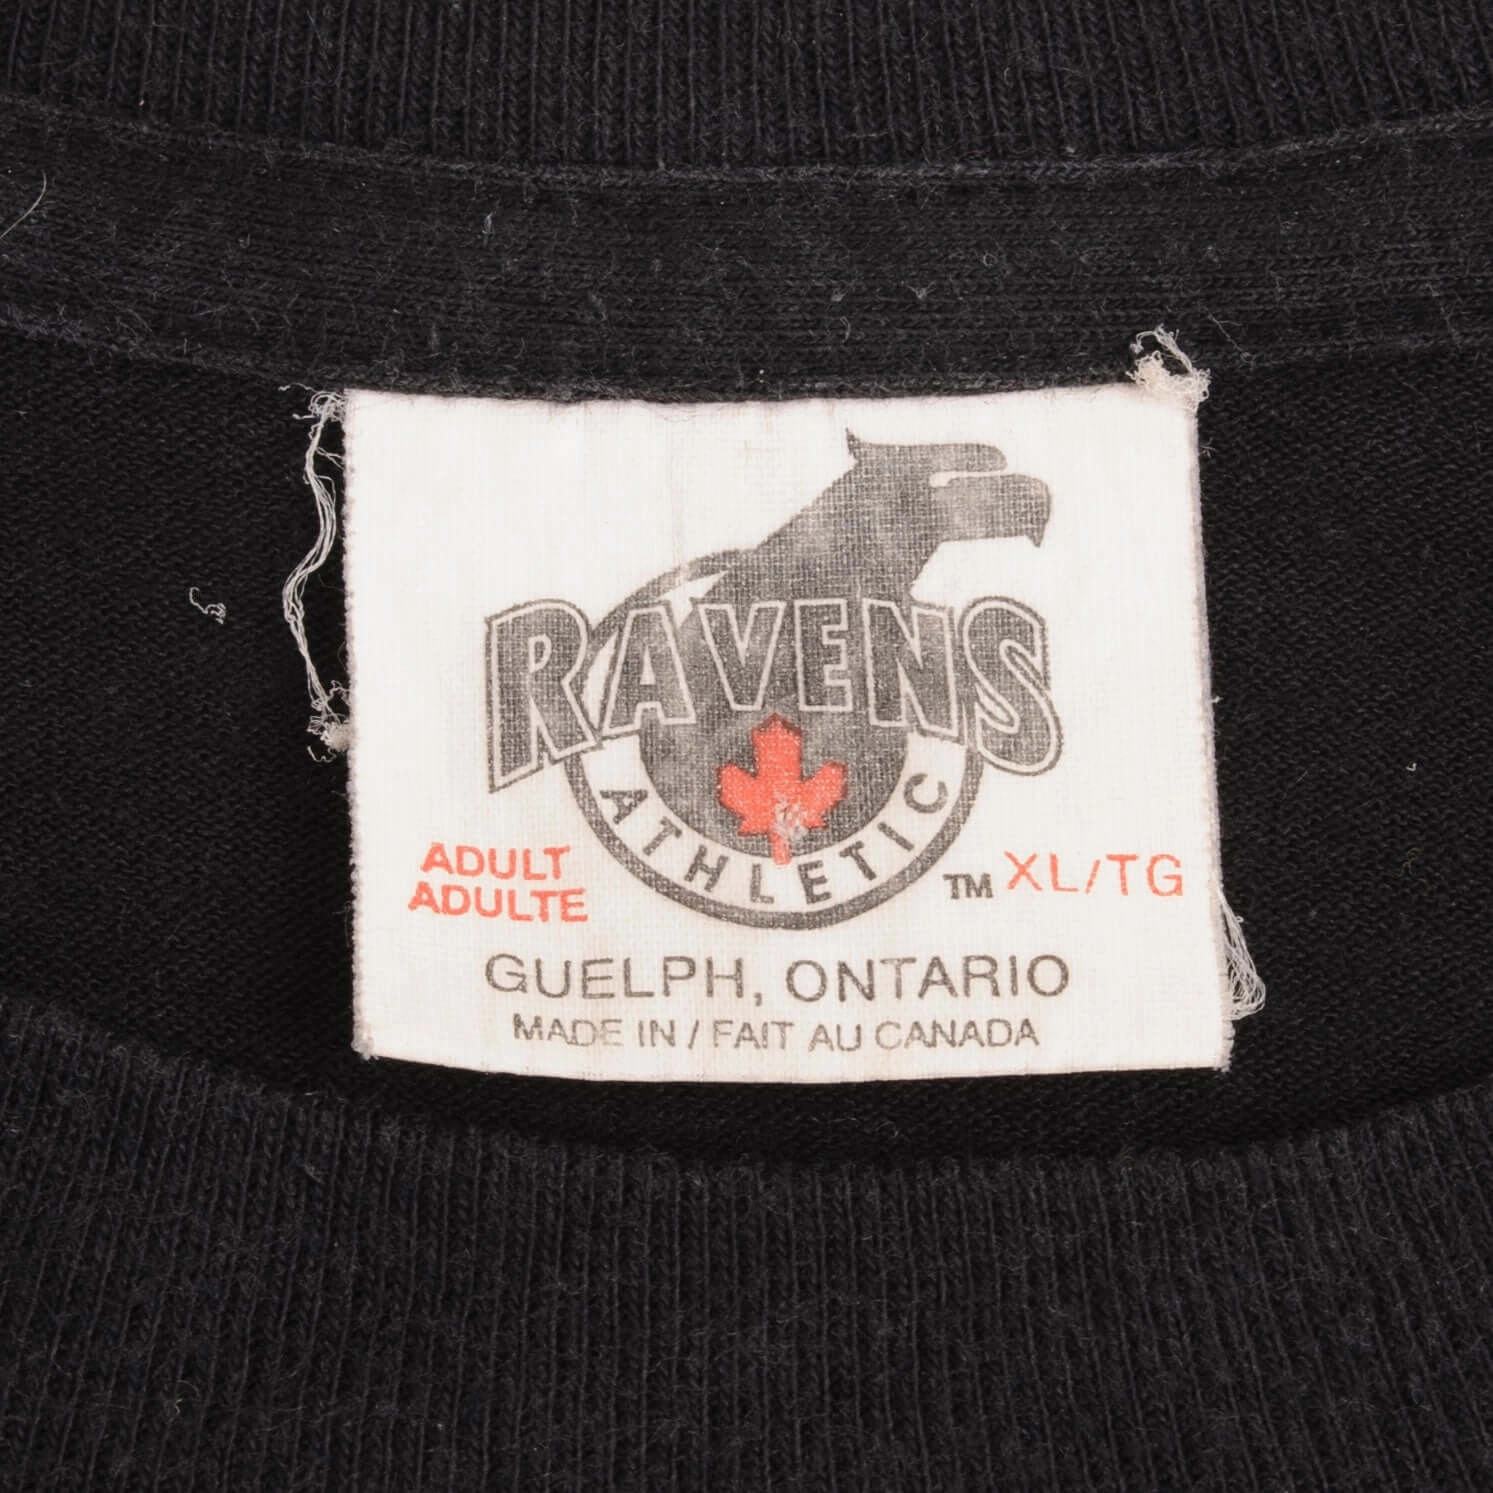 RAVENS
ATHLETIC
ADULT
ADULTE
TM XL/TG
GUELPH, ONTARIO
MADE IN / FAIT AU CANADA